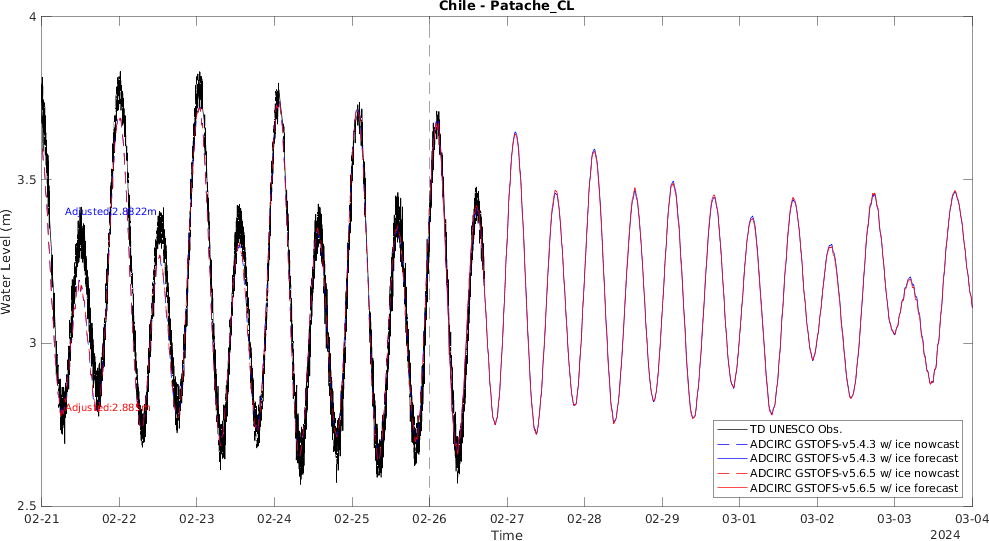 Chile - Patache_CL
4
3.5
3
2.5
Water Level (m)
Adjusted:2.8322m
Adjusted:2.885m
TD UNESCO Obs.
ADCIRC GSTOFS-v5.4.3 w/ ice nowcast
ADCIRC GSTOFS-v5.4.3 w/ ice forecast
ADCIRC GSTOFS-v5.6.5 w/ ice nowcast
ADCIRC GSTOFS-v5.6.5 w/ ice forecast
02-21 02-22 02-23 02-24 02-25 02-26 02-27 02-28 02-29 03-01 03-02 03-03 03-04
Time
2024